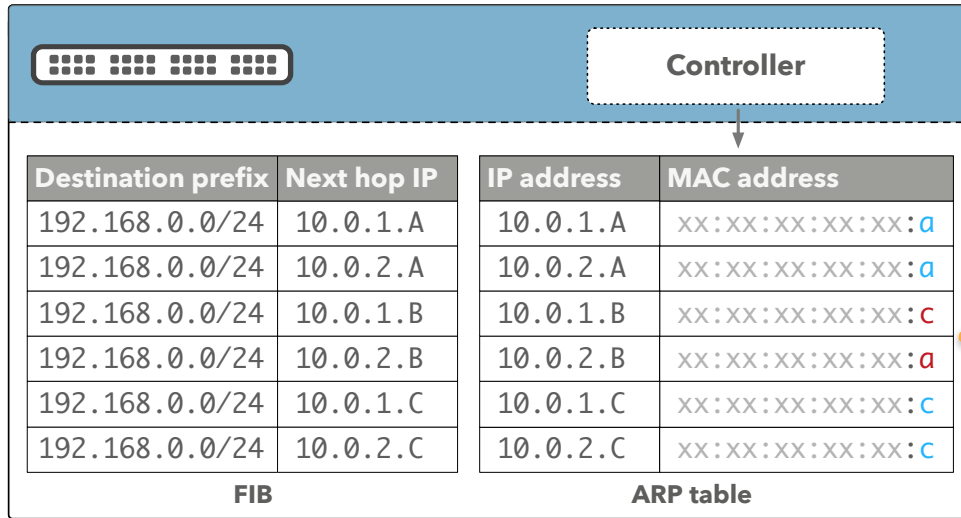 Controller
Destination prefix Next hop IP IP address MAC address
192.168.0.0/24 10.0.1.A 10.0.1.A xx:xx:xx:xx:xx:a
192.168.0.0/24 10.0.2.A 10.0.2.A xx:xx:xx:xx:xx:a
192.168.0.0/24 10.0.1.B 10.0.1.B xx:xx:xx:xx:xx:c
192.168.0.0/24 10.0.2.B 10.0.2.B xx:xx:xx:xx:xx:a
192.168.0.0/24 10.0.1.C 10.0.1.C xx:xx:xx:xx:xx:c
192.168.0.0/24 10.0.2.C 10.0.2.C xx:xx:xx:xx:xx:c
FIB ARP table